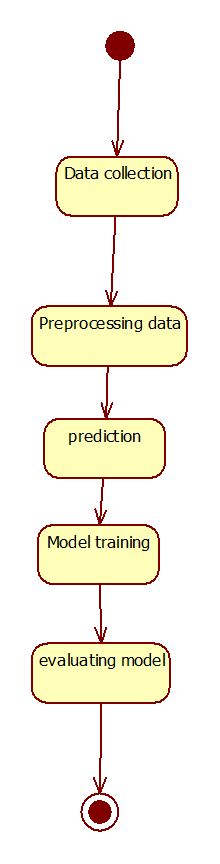 Data collection
Preprocessing data
prediction
Model training
evaluating model